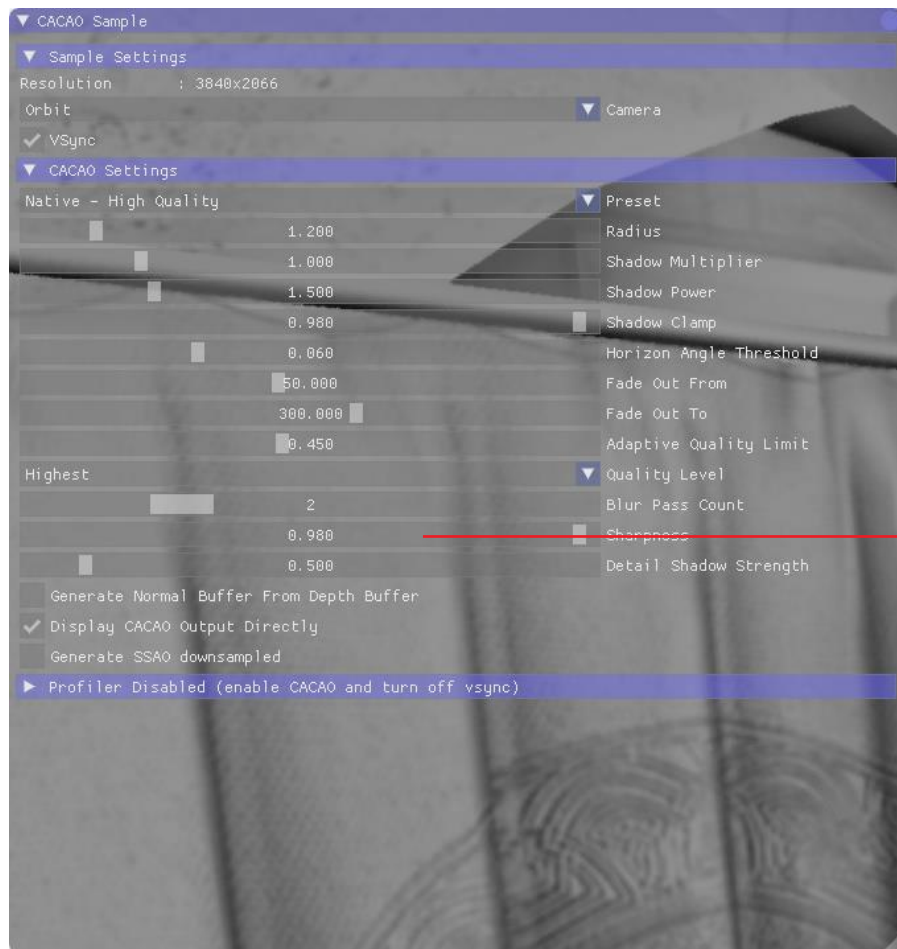 CACAO Sample
Sample Settings
Resolution : 3840x2066
Orbit Camera
VSync
CACAO Settings
Native - High Quality Preset
1.200 Radius
1.000 Shadow Multiplier
1.500 Shadow Power
0.980 Shadow Clamp
0.060 Horizon Angle Threshold
50.000 Fade Out From
300.000 Fade Out To
0.450 Adaptive Quality Limit
Highest Quality Level
2 Blur Pass Count
0.980 Sharpness
0.500 Detail Shadow Strength
Generate Normal Buffer From Depth Buffer
Display CACAO Output Directly
Generate SSAO downsampled
Profiler Disabled (enable CACAO and turn off vsync)